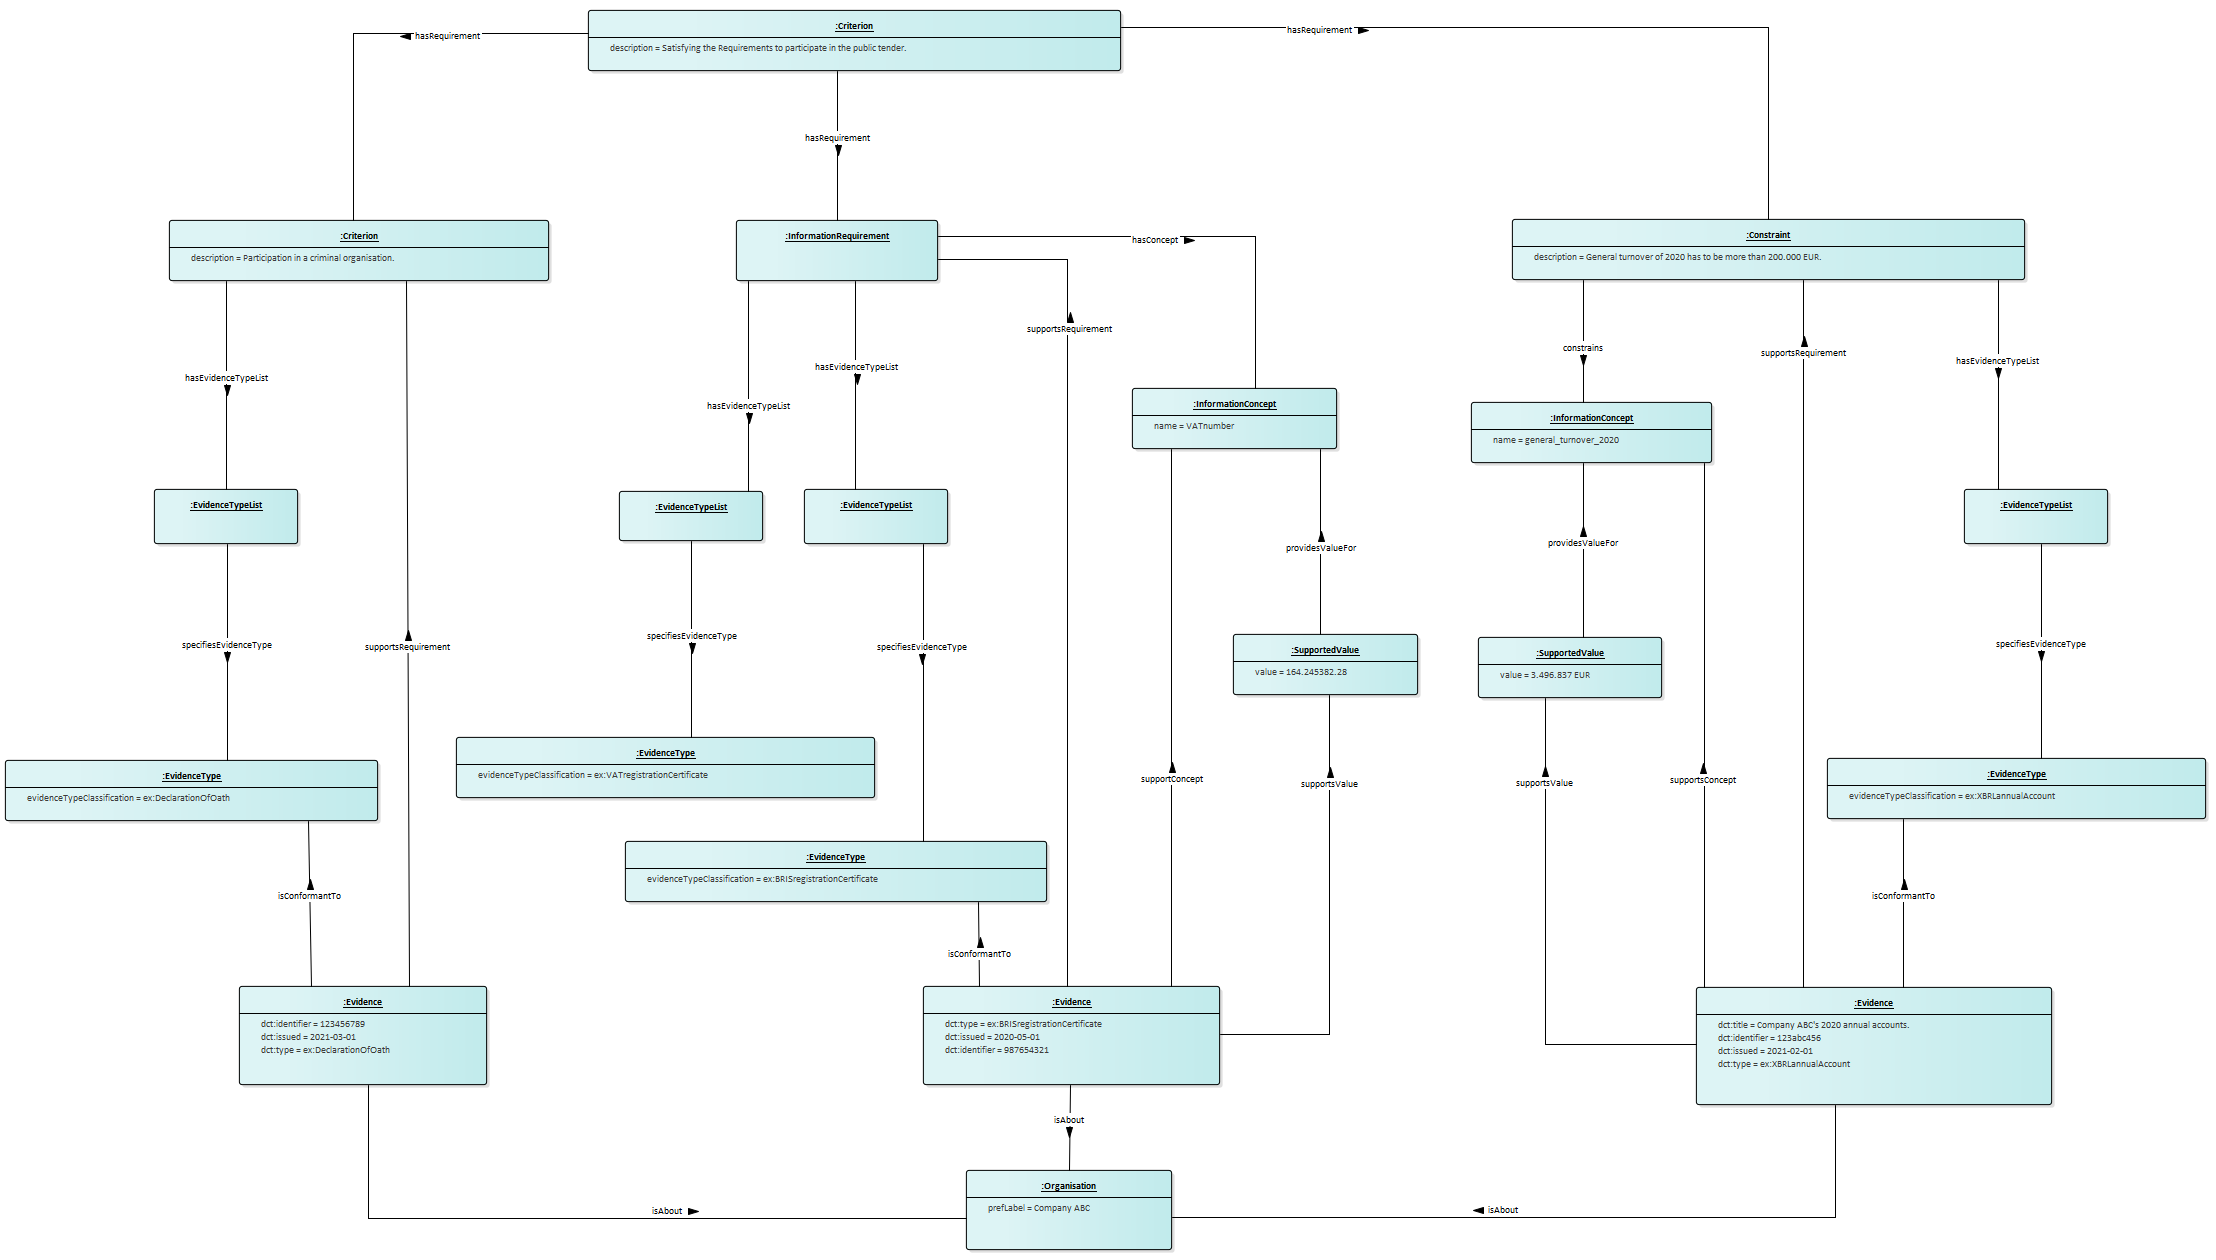 :Criterion
description = Satisfying the Requirements to participate in the public tender.
hasRequirement
hasRequirement
hasRequirement
:Criterion
description = Participation in a criminal organisation.
:InformationRequirement
hasConcept
:Constraint
description = General turnover of 2020 has to be more than 200.000 EUR.
supportsRequirement
constrains
supportsRequirement
hasEvidenceTypeList
hasEvidenceTypeList
hasEvidenceTypeList
hasEvidenceTypeList
:InformationConcept
name = VATnumber
:InformationConcept
name = general_turnover_2020
:EvidenceTypeList
:EvidenceTypeList
:EvidenceTypeList
:EvidenceTypeList
providesValueFor
providesValueFor
specifiesEvidenceType
supportsRequirement
specifiesEvidenceType
specifiesEvidenceType
specifiesEvidenceType
:SupportedValue
value = 164.245382.28
:SupportedValue
value = 3.496.837 EUR
:EvidenceType
evidenceTypeClassification = ex:DeclarationOfOath
:EvidenceType
evidenceTypeClassification = ex:VATregistrationCertificate
supportConcept
supportsValue
supportsValue
supportsConcept
:EvidenceType
evidenceTypeClassification = ex:XBRLannualAccount
:EvidenceType
evidenceTypeClassification = ex:BRISregistrationCertificate
isConformantTo
isConformantTo
isConformantTo
:Evidence
dct:identifier = 123456789
dct:issued = 2021-03-01
dct:type = ex:DeclarationOfOath
:Evidence
dct:type = ex:BRISregistrationCertificate
dct:issued = 2020-05-01
dct:identifier = 987654321
:Evidence
dct:title = Company ABC's 2020 annual accounts.
dct:identifier = 123abc456
dct:issued = 2021-02-01
dct:type = ex:XBRLannualAccount
isAbout
:Organisation
prefLabel = Company ABC
isAbout
isAbout